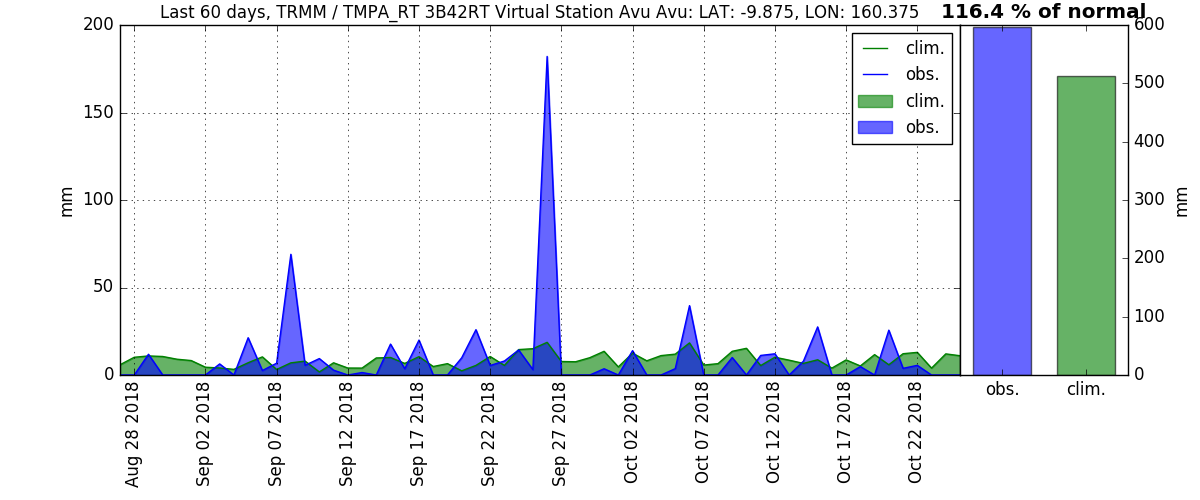 Last 60 days, TRMM / TMPA_RT 3B42RT Virtual Station Avu Avu: LAT: -9.875, LON: 160.375
116.4 % of normal
200
150
100
50
0
mm
clim.
obs.
clim.
obs.
600
500
400
300
200
100
0
mm
obs.
clim.
Aug 28 2018
Sep 02 2018
Sep 07 2018
Sep 12 2018
Sep 17 2018
Sep 22 2018
Sep 27 2018
Oct 02 2018
Oct 07 2018
Oct 12 2018
Oct 17 2018
Oct 22 2018